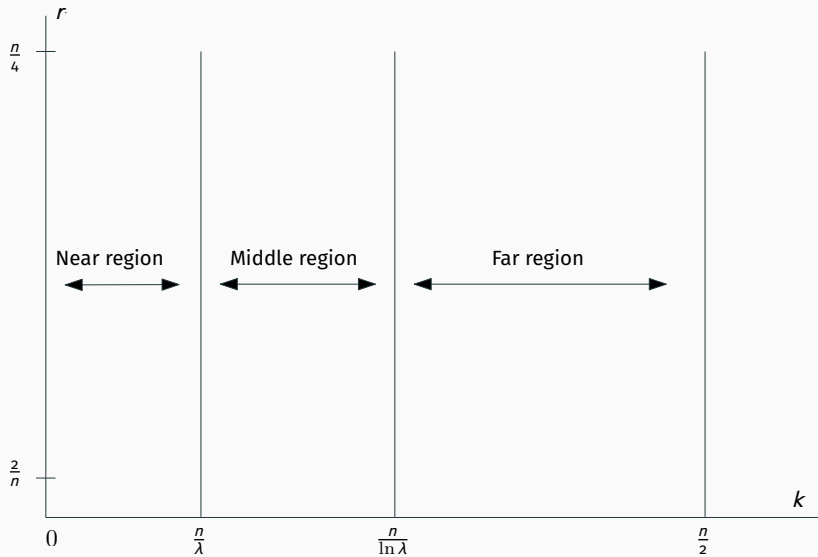 r
n/4
Near region Middle region Far region
2/n
k
0 n/λ n/ln λ n/2